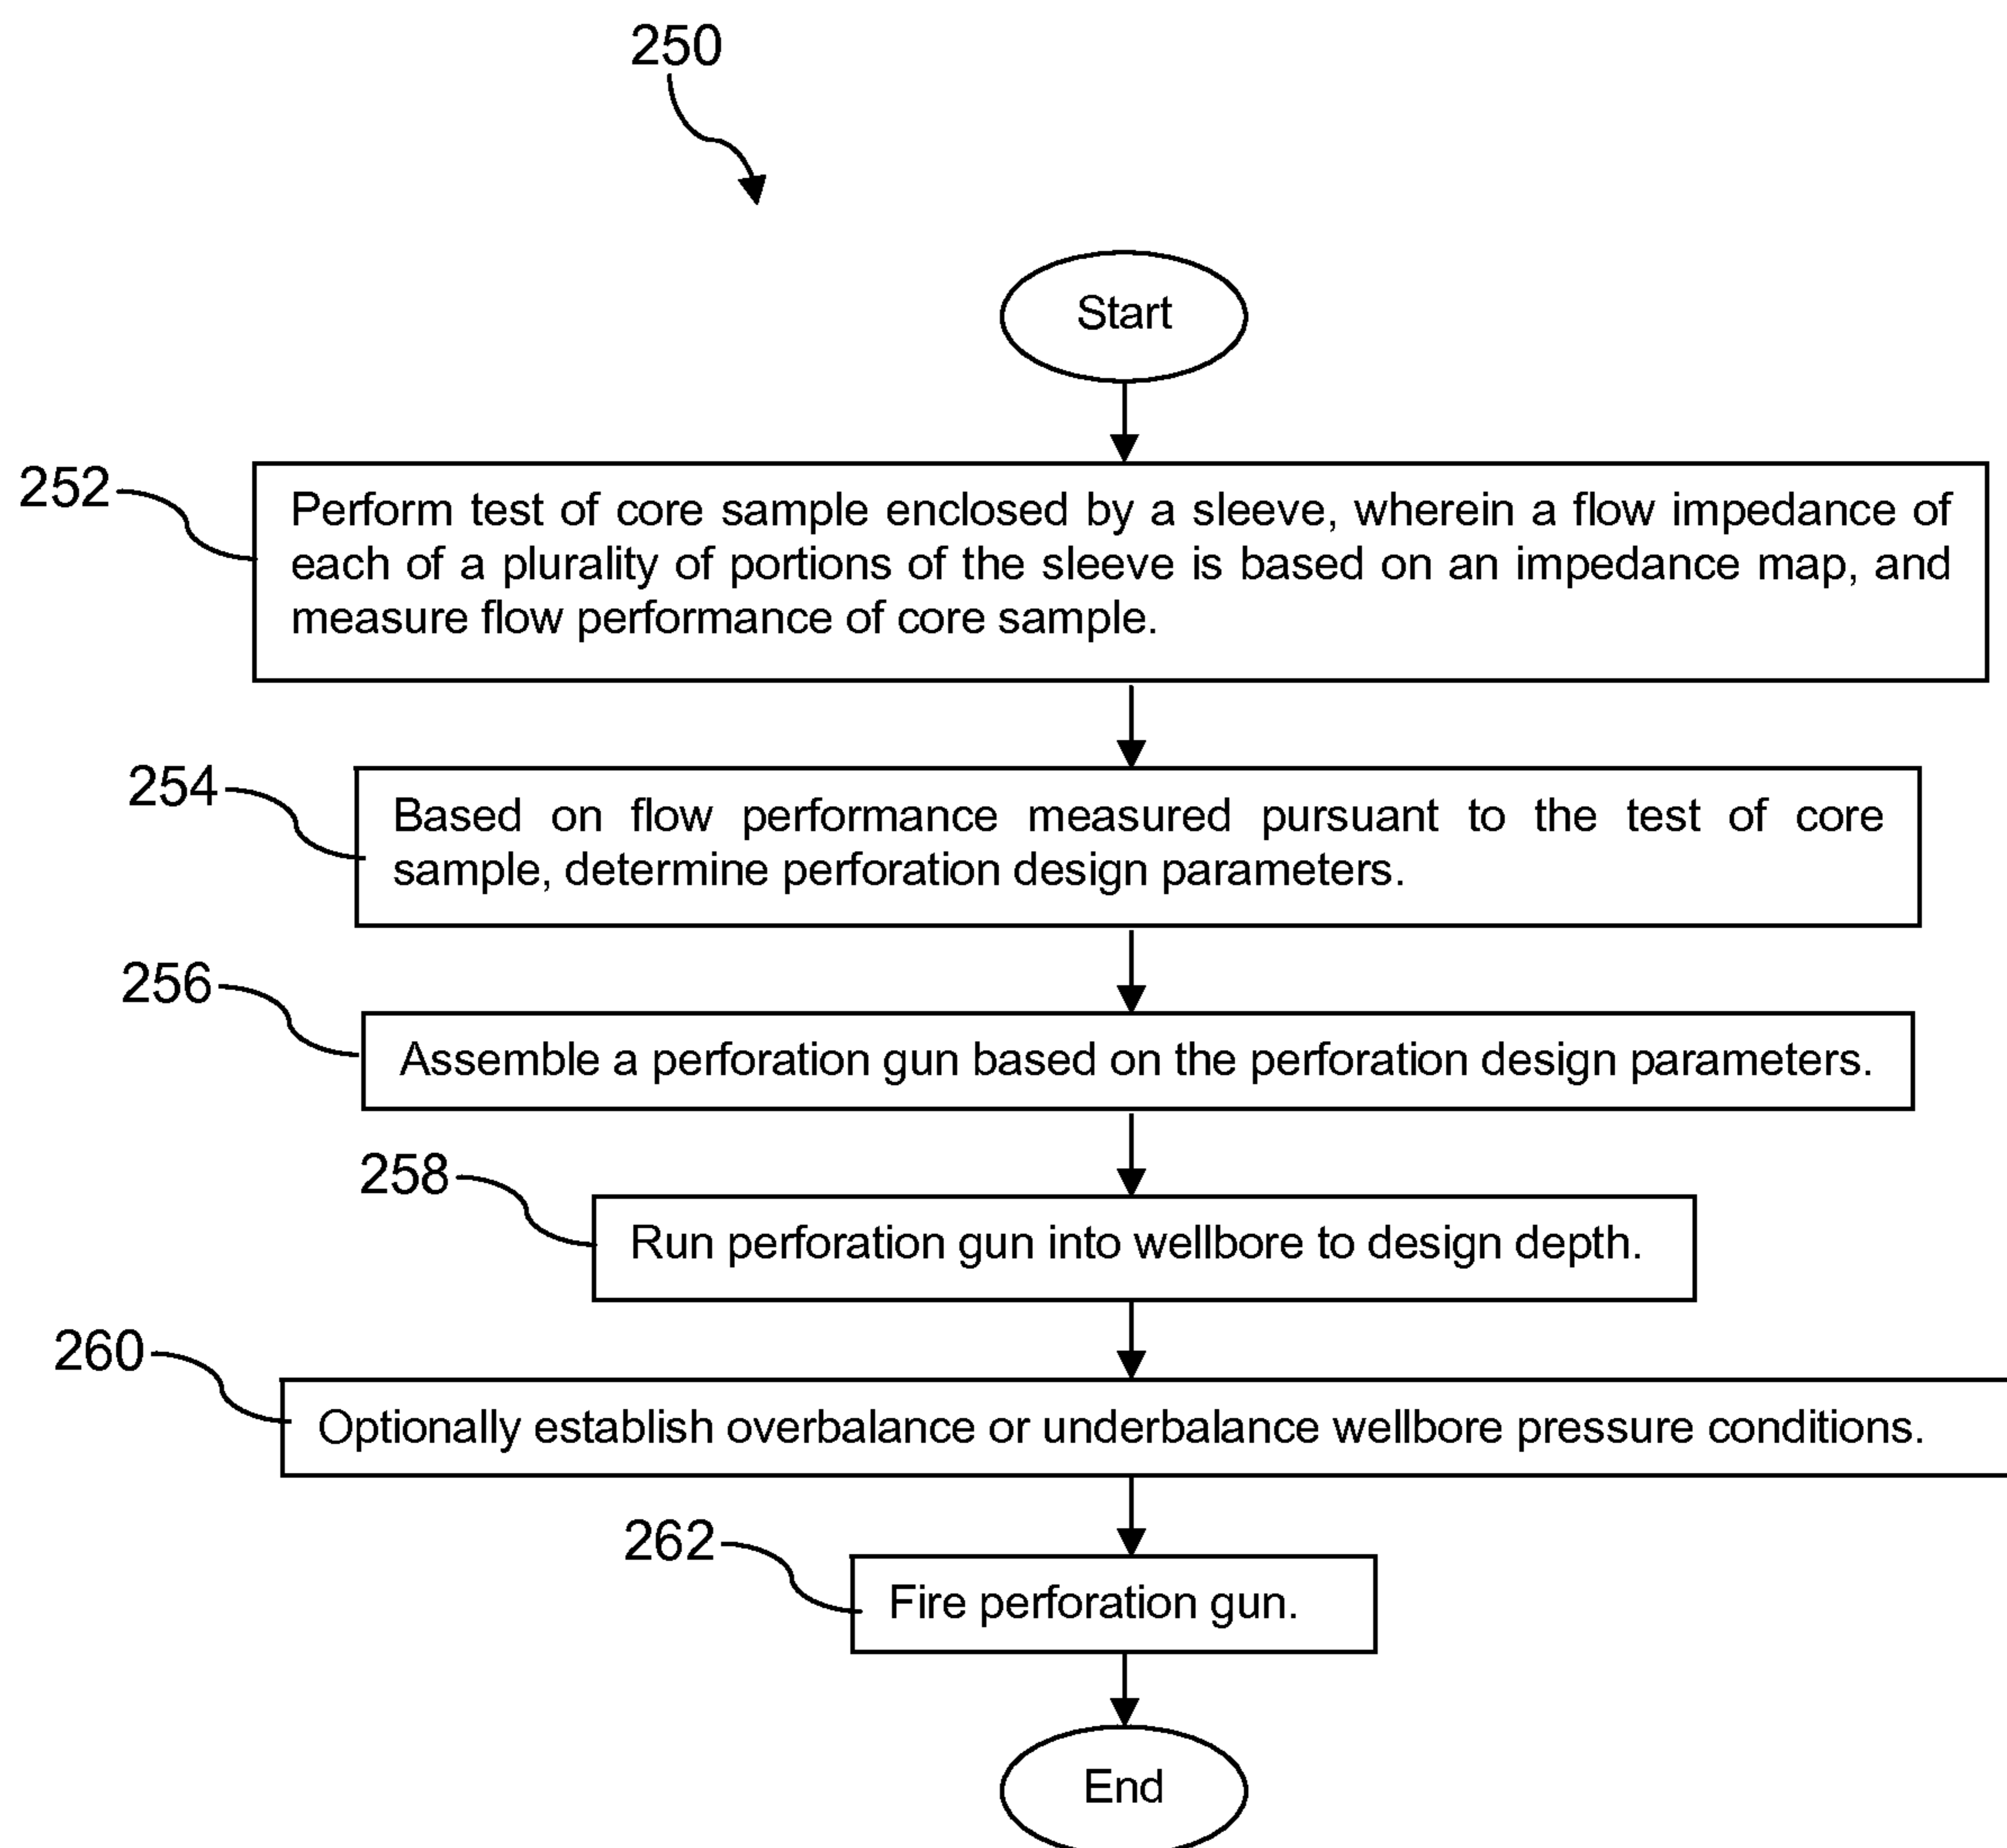 250
Start
252
Perform test of core sample enclosed by a sleeve, wherein a flow impedance of
each of a plurality of portions of the sleeve is based on an impedance map, and
measure flow performance of core sample.
254
Based on flow performance measured pursuant to the test of core
sample, determine perforation design parameters.
256
Assemble a perforation gun based on the perforation design parameters.
258
Run perforation gun into wellbore to design depth.
260
Optionally establish overbalance or underbalance wellbore pressure conditions.
262
Fire perforation gun.
End